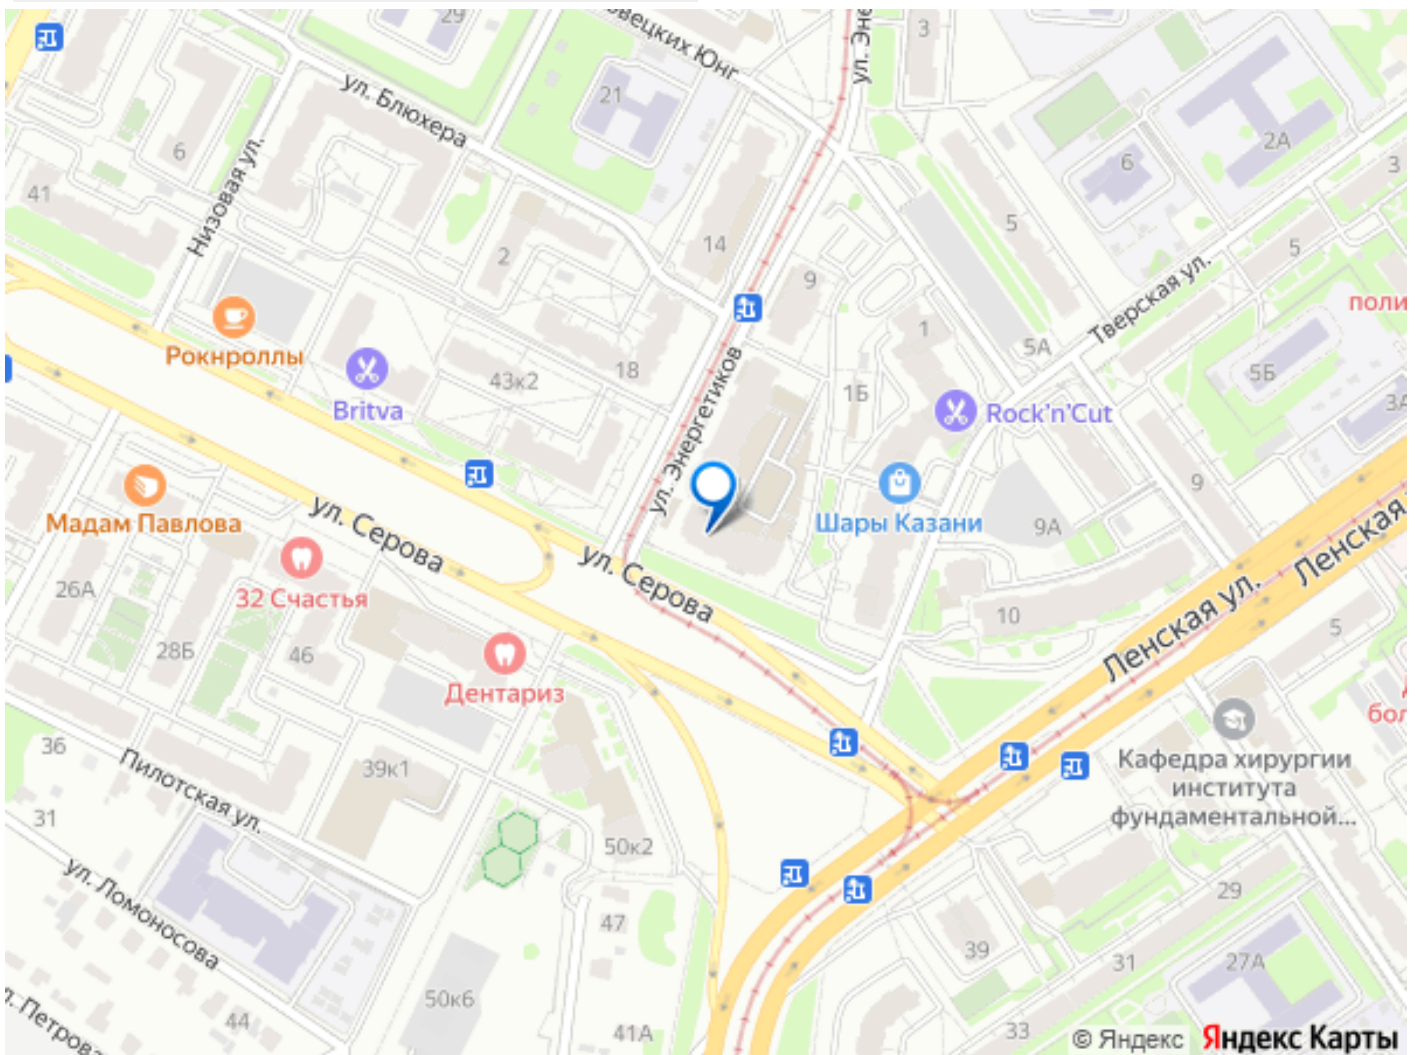 29
3
ул. Эне
ул. Блюхера
21
2А
6
6
3
41
Низовая ул.
5
14
5
2
9
Тверская ул.
поли
1
Рокнроллы
5А
18
43к2
5Б
1Б
3А
Britva
ул. Энергетиков
Rock'n'Cut
9
Мадам Павлова
ул. Серова
Шары Казани
9А
Ленская
ул. Серова
26А
32 Счастья
10
Ленская ул.
5
28Б
46
Дентариз
бол
36
39к1
Пилотская ул.
Кафедра хирургии
института
фундаментальной...
31
50к2
ул. Ломоносова
29
47
39
31
27А
50к6
44
41А
33
© Яндекс Яндекс Карты